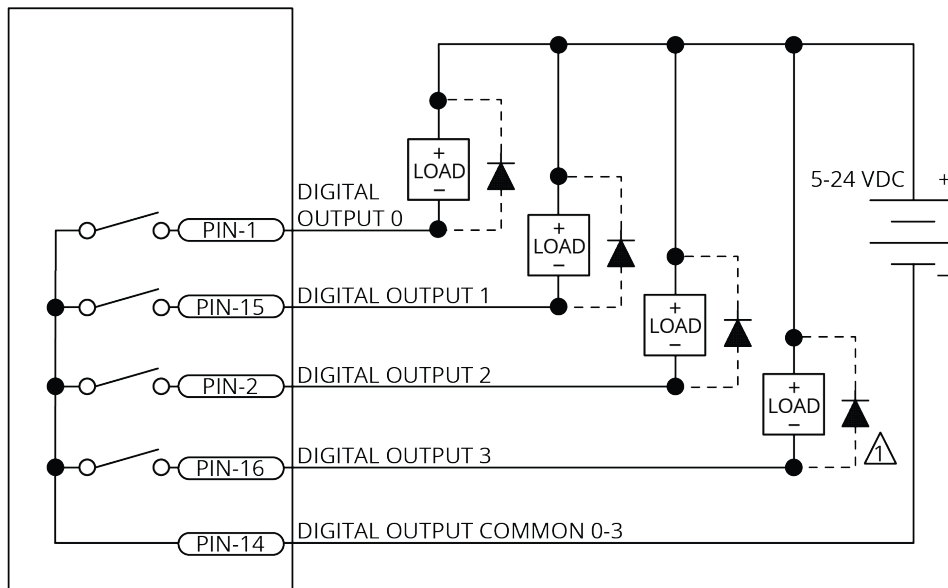 5-24 VDC
+
-
+
LOAD
-
DIGITAL
OUTPUT 0
PIN-1
+
LOAD
-
DIGITAL OUTPUT 1
PIN-15
+
LOAD
-
DIGITAL OUTPUT 2
PIN-2
+
LOAD
-
1
DIGITAL OUTPUT 3
PIN-16
DIGITAL OUTPUT COMMON 0-3
PIN-14